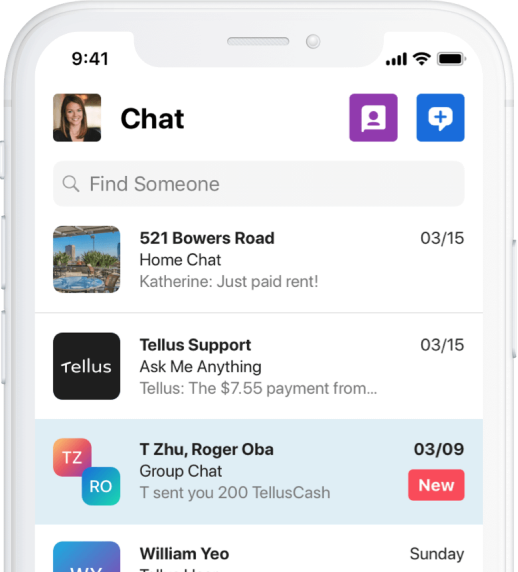 9:41
Chat
Find Someone
521 Bowers Road 03/15
Home Chat
Katherine: Just paid rent!
Tellus
Tellus Support 03/15
Ask Me Anything
Tellus: The $7.55 payment from...
TZ
RO
T Zhu, Roger Oba 03/09
Group Chat
New
T sent you 200 TellusCash
William Yeo Sunday